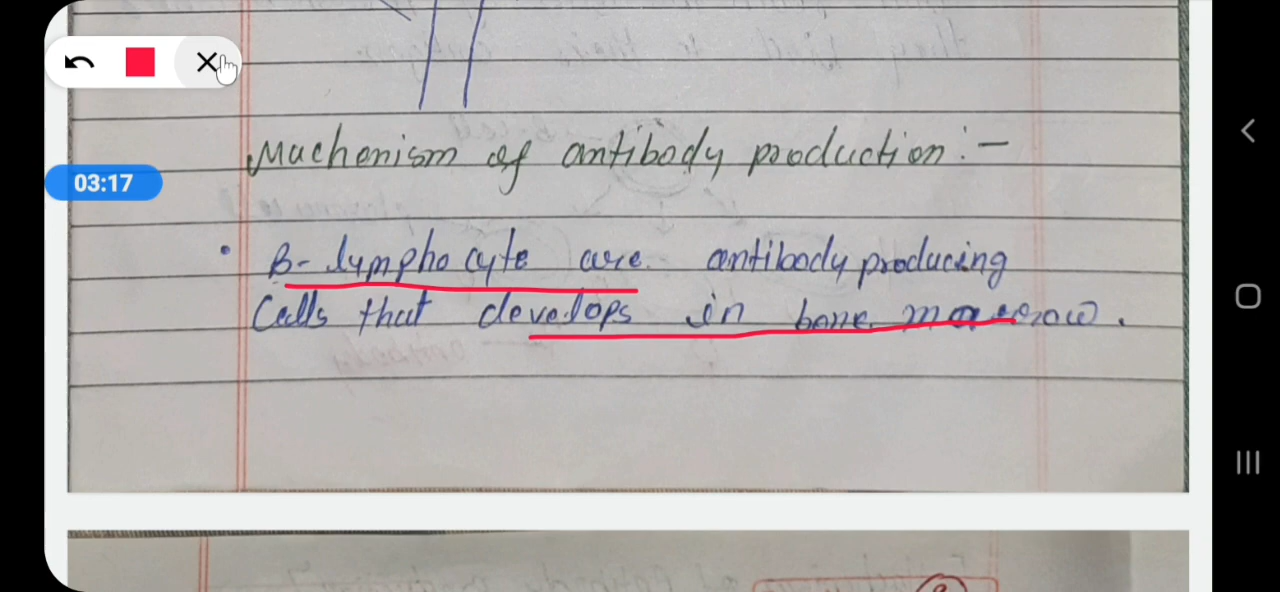 03:17
Machenism of antibody production :-
• B-lymphocyte are antibody producing
Cells that develops in bone marrow.